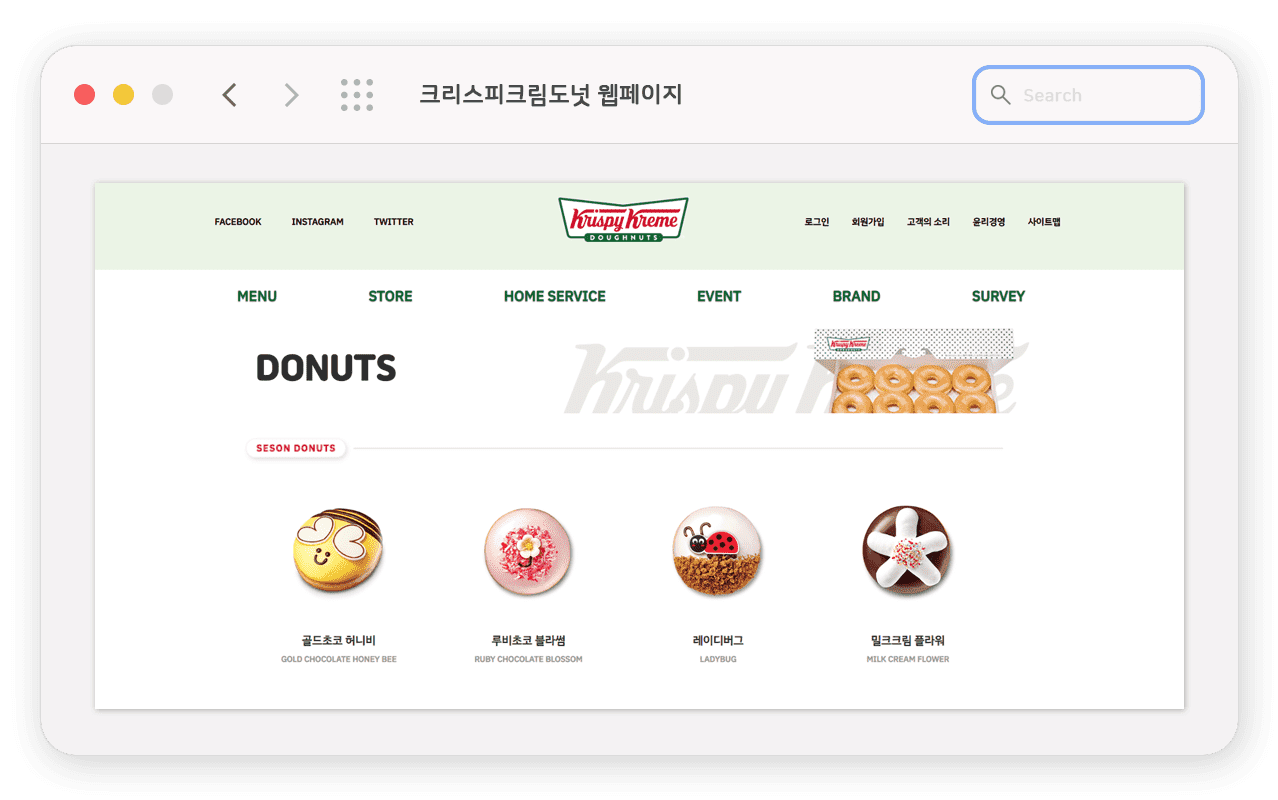 크리스피크림도넛 웹페이지
Search
FACEBOOK INSTAGRAM TWITTER
Krispy Kreme
DOUGHNUTS
로그인 회원가입 고객의 소리 윤리경영 사이트맵
MENU STORE HOME SERVICE EVENT BRAND SURVEY
DONUTS
Krispy Kreme
Krispy Kreme
SESON DONUTS
골드초코 허니비 루비초코 블라썸 레이디버그 밀크크림 플라워
GOLD CHOCOLATE HONEY BEE RUBY CHOCOLATE BLOSSOM LADYBUG MILK CREAM FLOWER